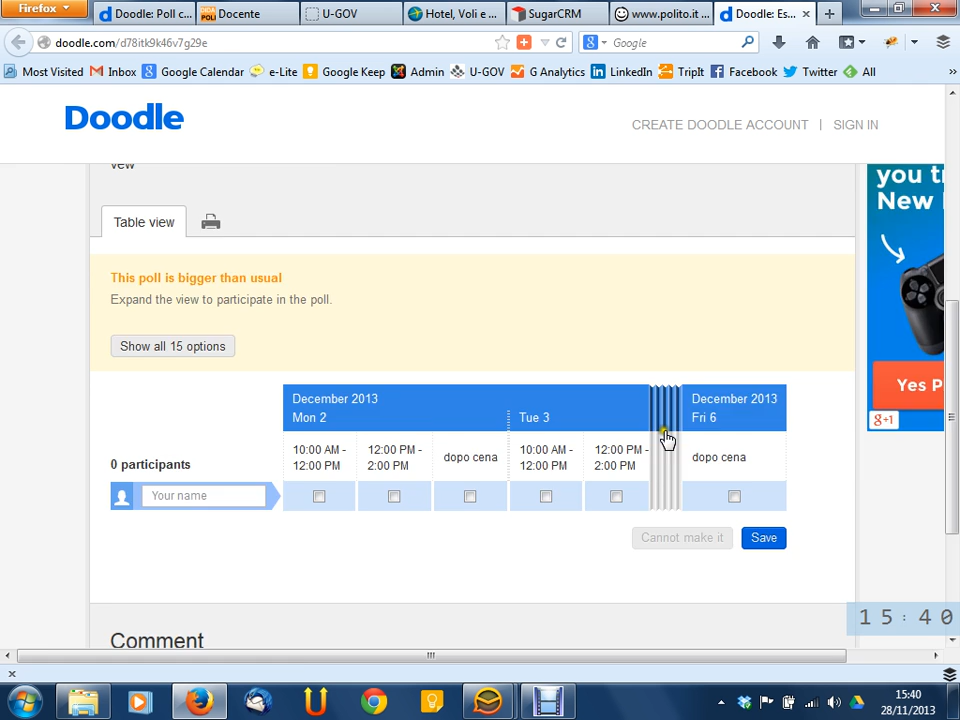 Firefox
Doodle: Poll c...
DIDA POLI
Docente
U-GOV
Hotel, Voli e ...
SugarCRM
www.polito.it ...
Doodle: Es...
doodle.com/d78itk9k46v7g29e
Google
Most Visited
Inbox
Google Calendar
e-Lite
Google Keep
Admin
U-GOV
G Analytics
LinkedIn
TripIt
Facebook
Twitter
All
Doodle
CREATE DOODLE ACCOUNT | SIGN IN
view
you tr
New
Table view
This poll is bigger than usual
Expand the view to participate in the poll.
Show all 15 options
December 2013
December 2013
Mon 2
Tue 3
Fri 6
10:00 AM -
12:00 PM
12:00 PM -
2:00 PM
dopo cena
10:00 AM -
12:00 PM
12:00 PM -
2:00 PM
dopo cena
Yes P
g+1
0 participants
Your name
Cannot make it
Save
15:40
Comment
15:40
28/11/2013